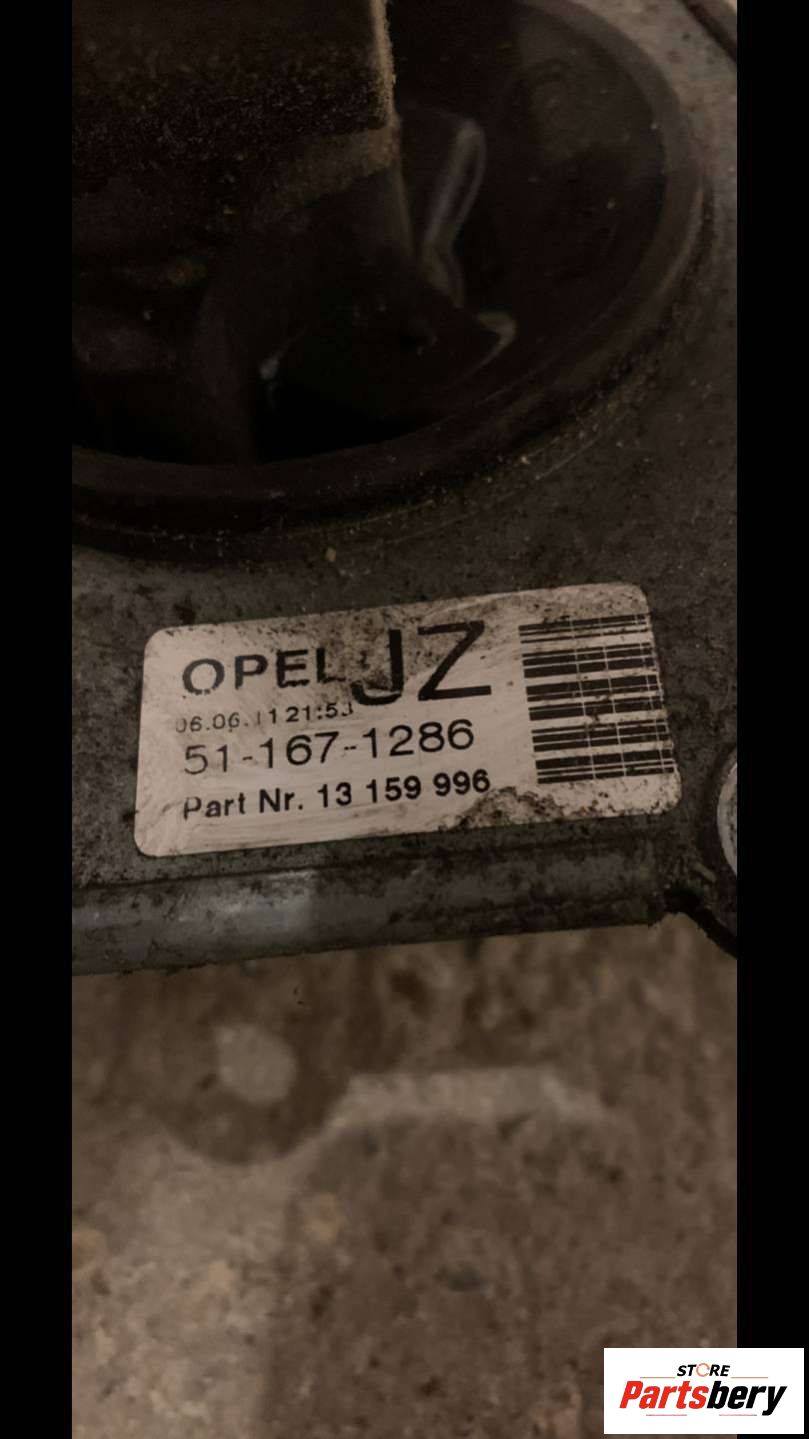 OPEL JZ
06.06.11 21:53
51-167-1286
Part Nr. 13 159 996
STORE
Partsbery